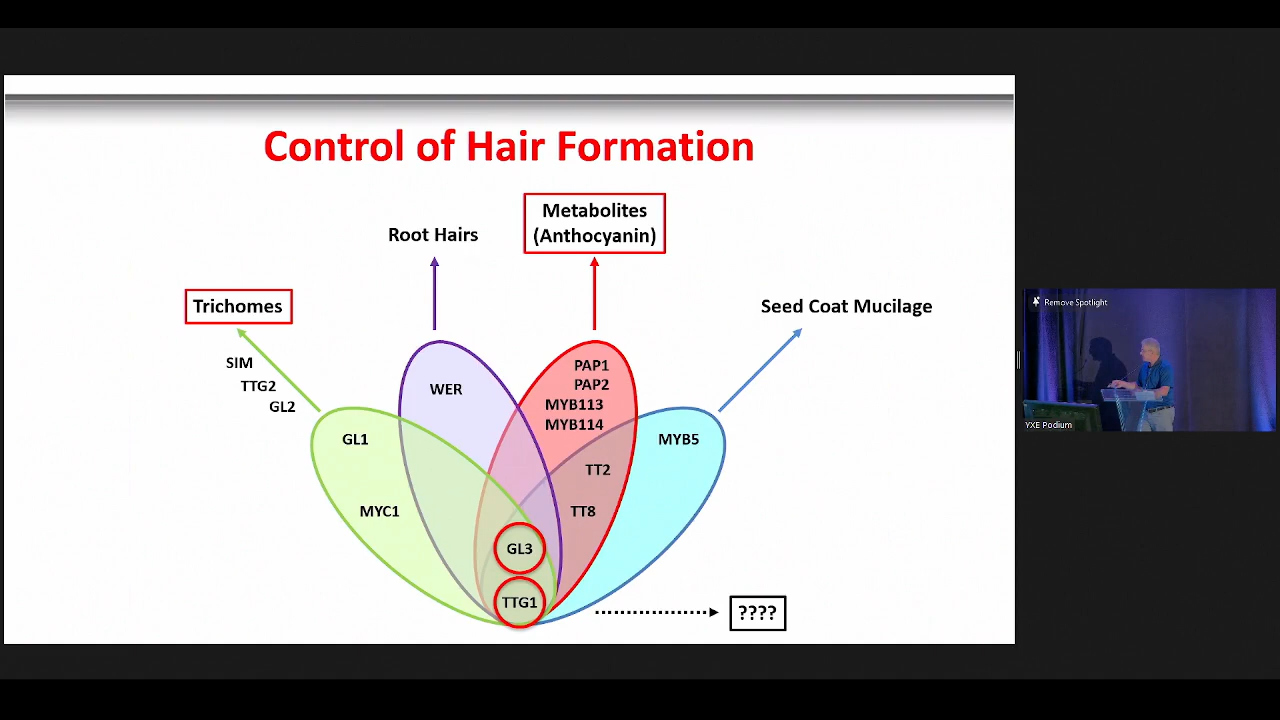 Control of Hair Formation
Metabolites
(Anthocyanin)
Root Hairs
Trichomes
Seed Coat Mucilage
SIM
TTG2
GL2
GL1
MYC1
WER
PAP1
PAP2
MYB113
MYB114
TT2
TT8
MYB5
GL3
TTG1
????
Remove Spotlight
YXE Podium